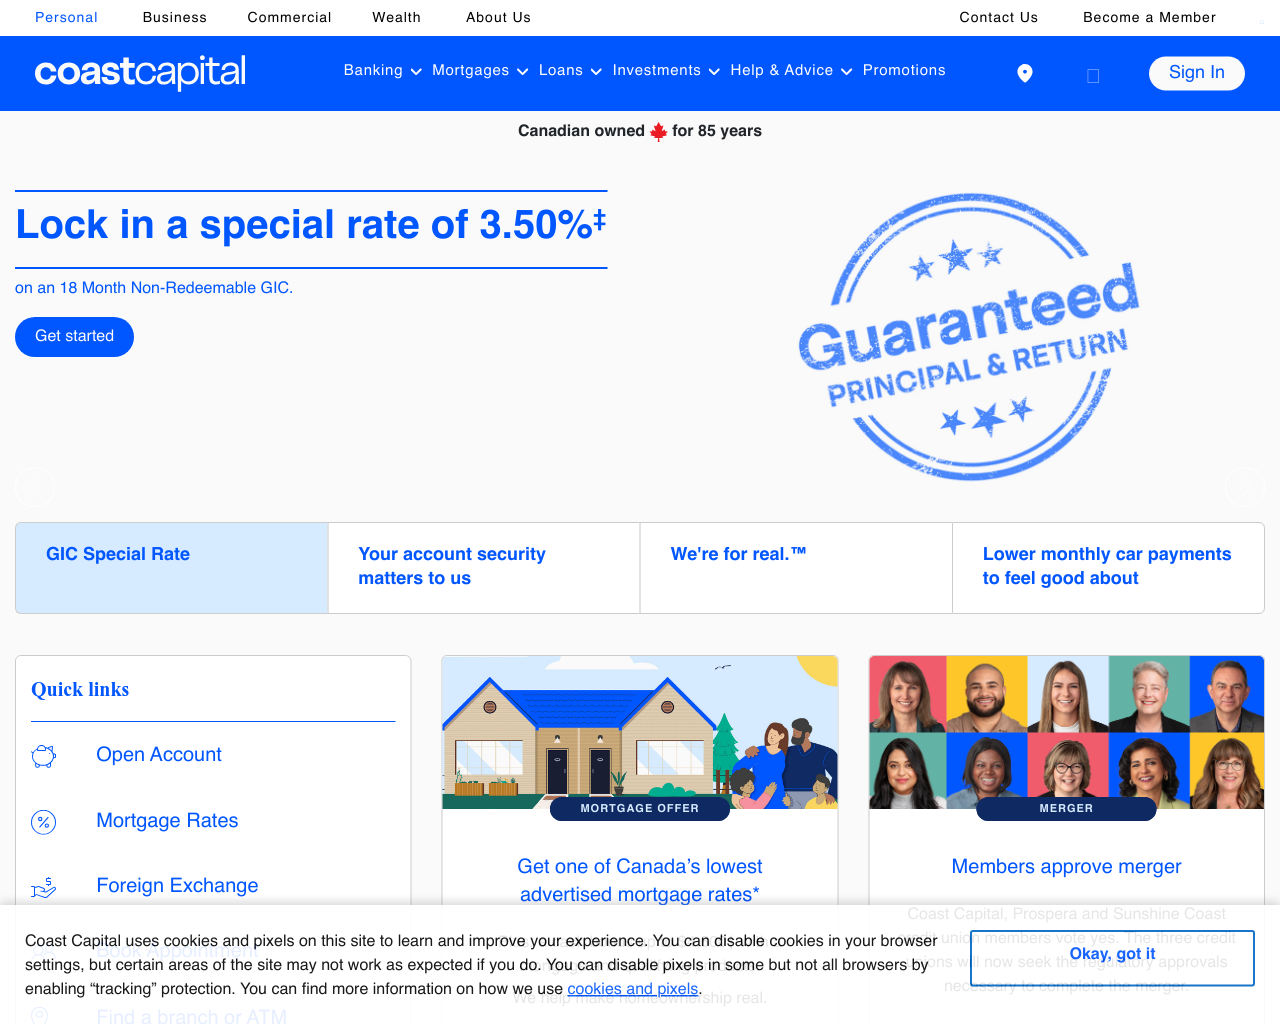 Personal Business Commercial Wealth About Us Contact Us Become a Member
coastcapital Banking Mortgages Loans Investments Help & Advice Promotions Sign In
Canadian owned for 85 years
Lock in a special rate of 3.50%‡
on an 18 Month Non-Redeemable GIC.
Get started
Guaranteed
PRINCIPAL & RETURN
GIC Special Rate
Your account security
matters to us
We're for real.™
Lower monthly car payments
to feel good about
Quick links
Open Account
Mortgage Rates
Foreign Exchange
Book Appointment
Find a branch or ATM
MORTGAGE OFFER
Get one of Canada’s lowest
advertised mortgage rates*
We help make homeownership real.
MERGER
Members approve merger
Coast Capital, Prospera and Sunshine Coast
credit union members vote yes. The three credit
unions will now seek the regulatory approvals
necessary to complete the merger.
Coast Capital uses cookies and pixels on this site to learn and improve your experience. You can disable cookies in your browser
settings, but certain areas of the site may not work as expected if you do. You can disable pixels in some but not all browsers by
enabling “tracking” protection. You can find more information on how we use cookies and pixels.
Okay, got it